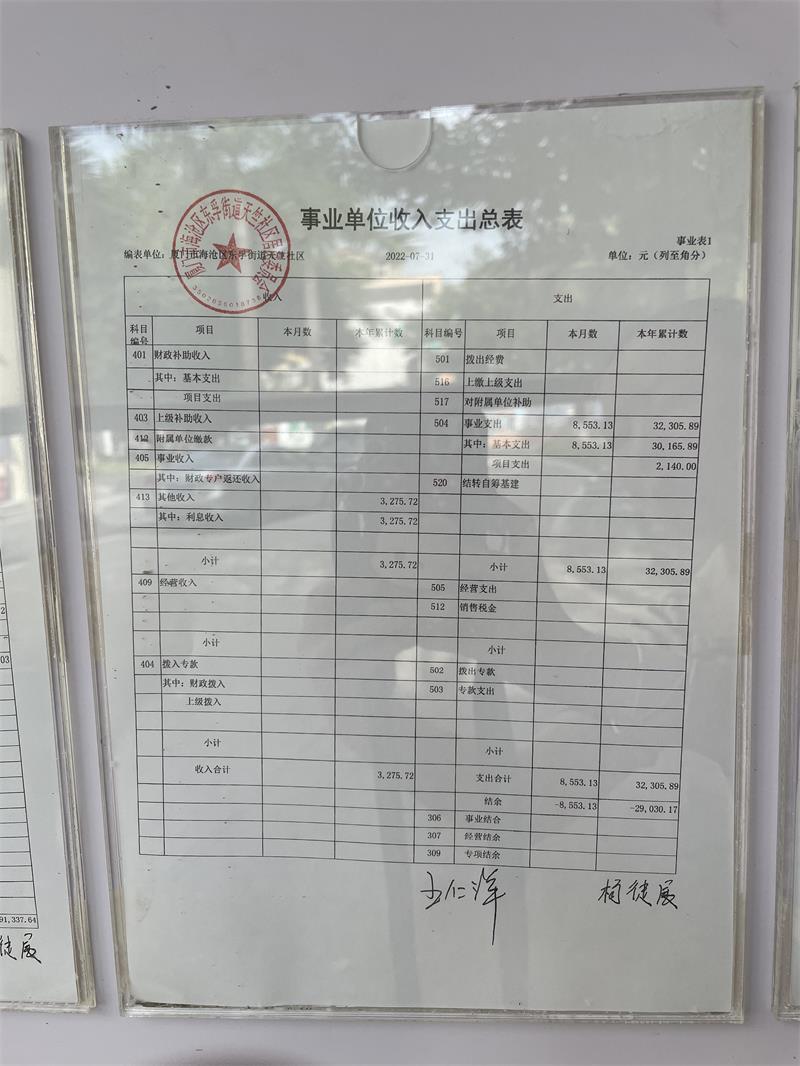 事业单位收入支出总表
事业表1
编表单位：厦门市海沧区东孚街道天竺社区 2022-07-31 单位：元（列至角分）
收入 支出
科目编号 项目 本月数 本年累计数 科目编号 项目 本月数 本年累计数
401 财政补助收入 501 拨出经费
其中：基本支出 516 上缴上级支出
项目支出 517 对附属单位补助
403 上级补助收入 504 事业支出 8,553.13 32,305.89
412 附属单位缴款 其中：基本支出 8,553.13 30,165.89
405 事业收入 项目支出 2,140.00
其中：财政专户返还收入 520 结转自筹基建
413 其他收入 3,275.72
其中：利息收入 3,275.72
小计 3,275.72 小计 8,553.13 32,305.89
409 经营收入 505 经营支出
512 销售税金
小计 小计
404 拨入专款 502 拨出专款
其中：财政拨入 503 专款支出
上级拨入
小计 小计
收入合计 3,275.72 支出合计 8,553.13 32,305.89
结余 -8,553.13 -29,030.17
306 事业结合
307 经营结余
309 专项结余
91,337.64